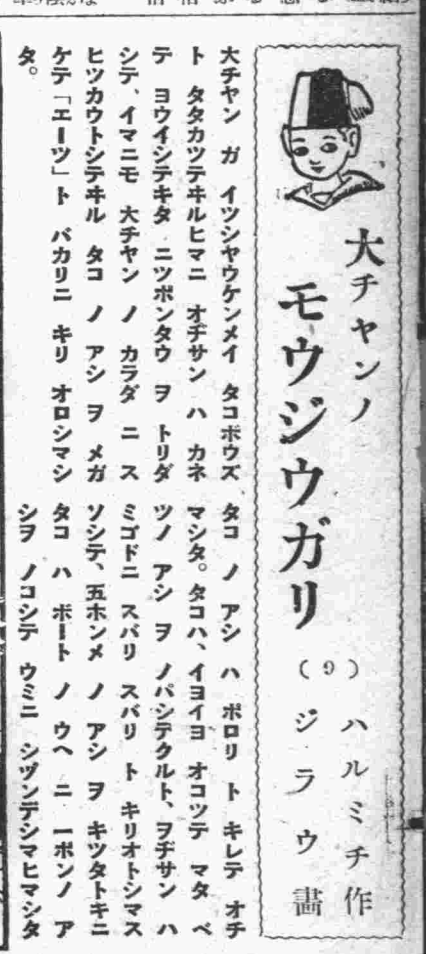 大チヤンノ
モウジウガリ
(9)
ハルミチ作
ジラウ畵
大チヤン ガ イツシヤウケンメイ タコボウズ
ト タタカツテヰルヒマニ オヂサン ハ カネ
テ ヨウイシテキタ ニツポンタウ ヲ トリダ
シテ、イマニモ 大チヤン ノ カラダ ニ ス
ヒツカウトシテヰル タコ ノ アシ ヲ メガ
ケテ「エーツ」ト バカリニ キリ オロシマシ
タ。
タコ ノ アシ ハ ポロリ ト キレテ オチ
マシタ。タコハ、イヨイヨ オコツテ マタ ベ
ツノ アシ ヲ ノバシテクルト、ヲヂサン ハ
ミゴドニ スバリ スバリ ト キリオトシマス
ソシテ、五ホンメ ノ アシ ヲ キツタトキニ
タコ ハ ボート ノ ウヘ ニ 一ポンノ ア
シヲ ノコシテ ウミニ シヅンデシマヒマシタ